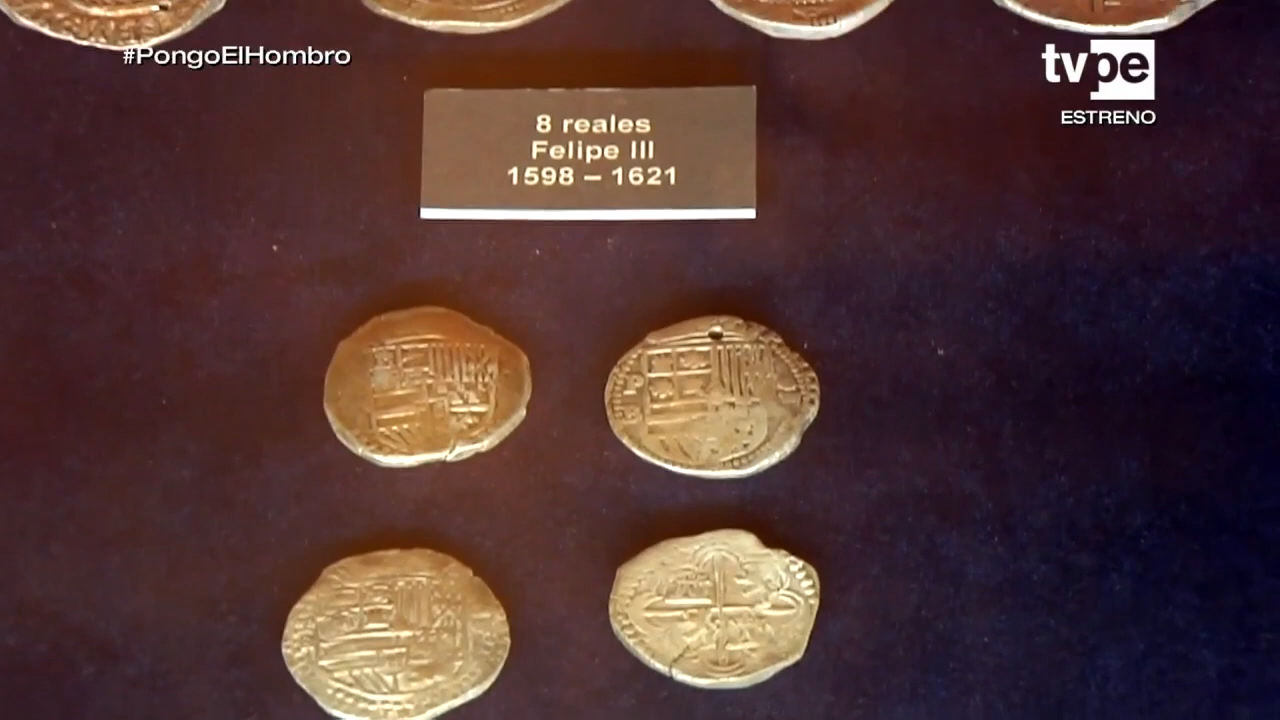 #PongoElHombro
tvpe
ESTRENO
8 reales
Felipe III
1598 – 1621